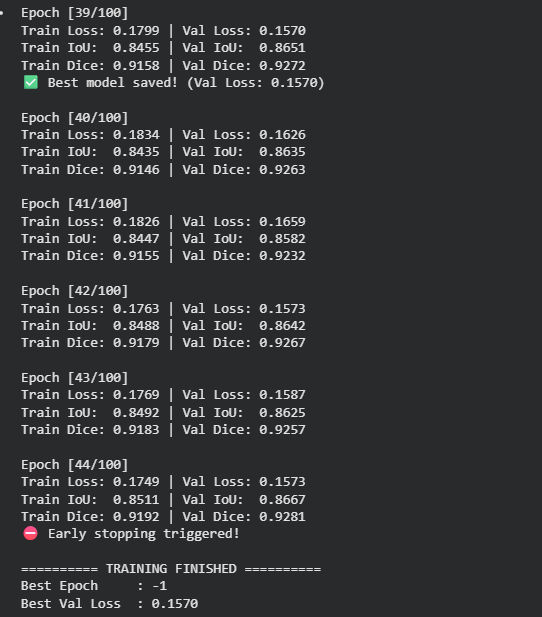 Epoch [39/100]
Train Loss: 0.1799 | Val Loss: 0.1570
Train IoU:  0.8455 | Val IoU:  0.8651
Train Dice: 0.9158 | Val Dice: 0.9272
✅ Best model saved! (Val Loss: 0.1570)
Epoch [40/100]
Train Loss: 0.1834 | Val Loss: 0.1626
Train IoU:  0.8435 | Val IoU:  0.8635
Train Dice: 0.9146 | Val Dice: 0.9263
Epoch [41/100]
Train Loss: 0.1826 | Val Loss: 0.1659
Train IoU:  0.8447 | Val IoU:  0.8582
Train Dice: 0.9155 | Val Dice: 0.9232
Epoch [42/100]
Train Loss: 0.1763 | Val Loss: 0.1573
Train IoU:  0.8488 | Val IoU:  0.8642
Train Dice: 0.9179 | Val Dice: 0.9267
Epoch [43/100]
Train Loss: 0.1769 | Val Loss: 0.1587
Train IoU:  0.8492 | Val IoU:  0.8625
Train Dice: 0.9183 | Val Dice: 0.9257
Epoch [44/100]
Train Loss: 0.1749 | Val Loss: 0.1573
Train IoU:  0.8511 | Val IoU:  0.8667
Train Dice: 0.9192 | Val Dice: 0.9281
⛔ Early stopping triggered!
========== TRAINING FINISHED ==========
Best Epoch     : -1
Best Val Loss  : 0.1570